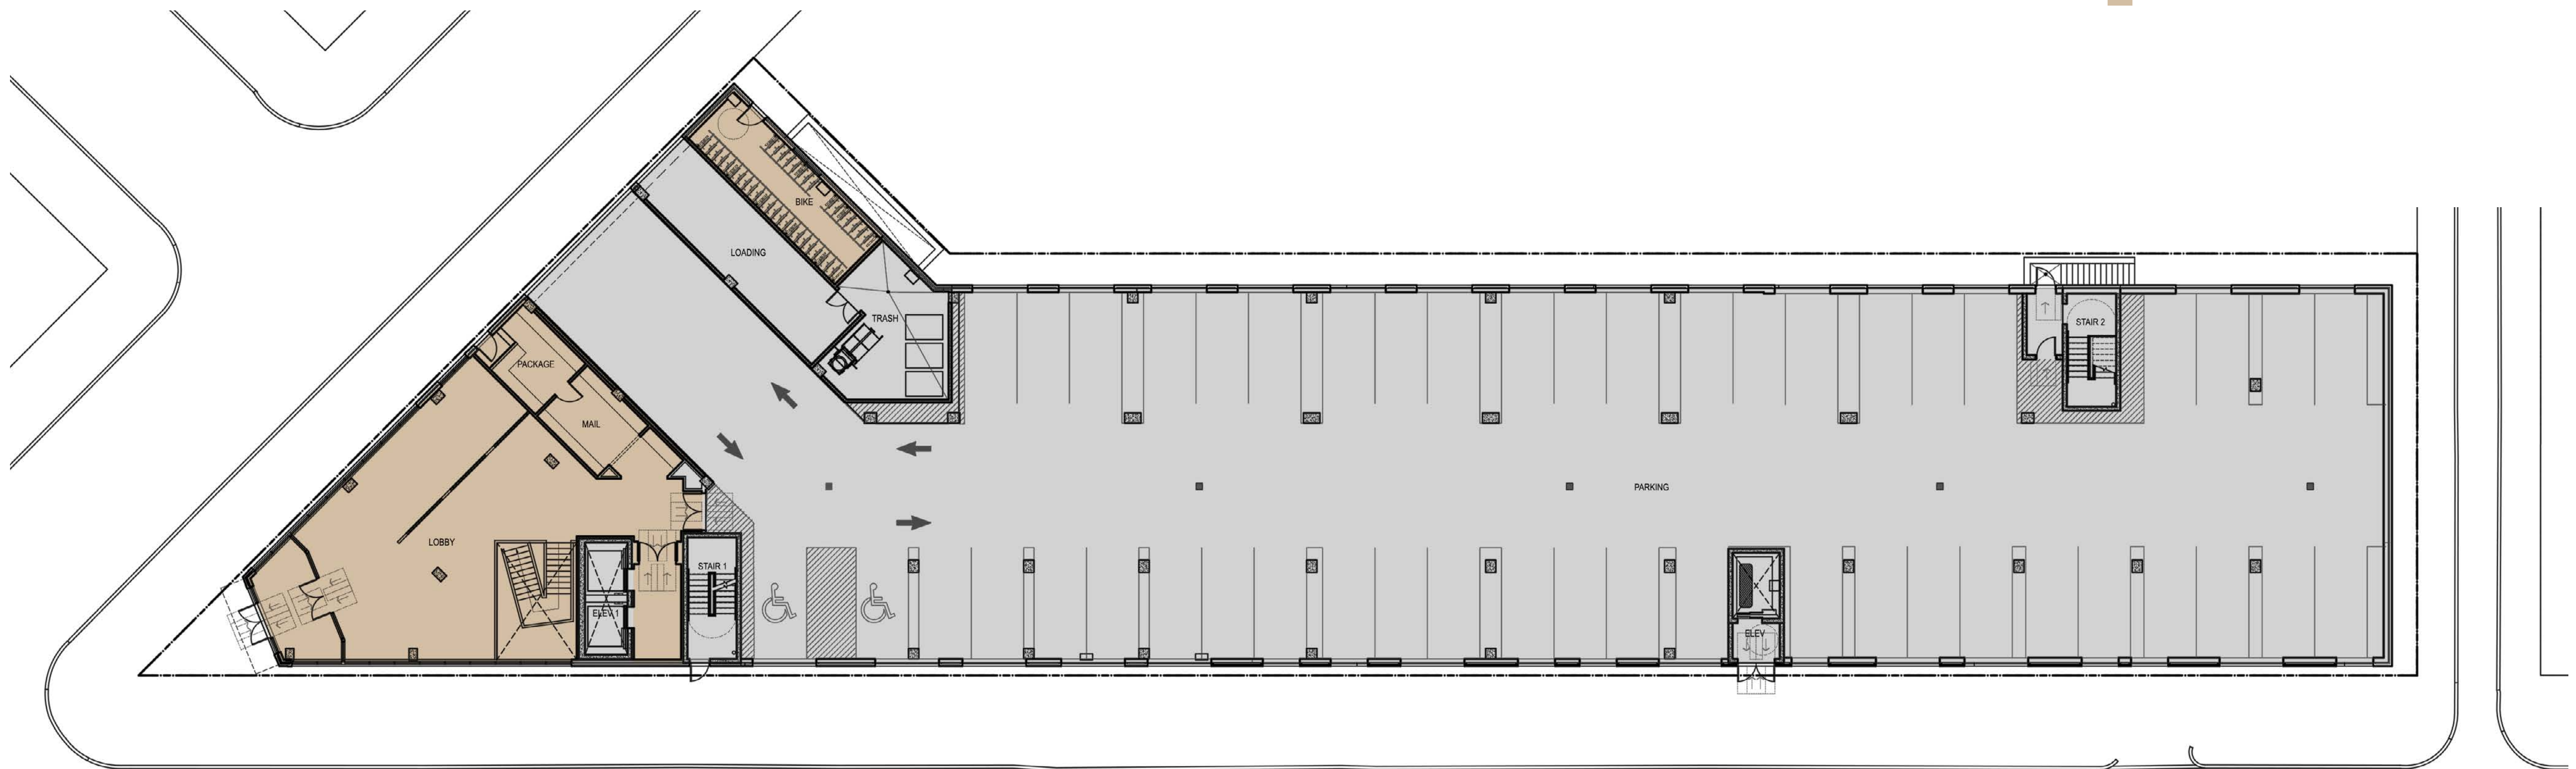 BIKE
LOADING
TRASH
STAIR 2
PACKAGE
MAIL
PARKING
LOBBY
STAIR 1
ELEV 1
ELEV